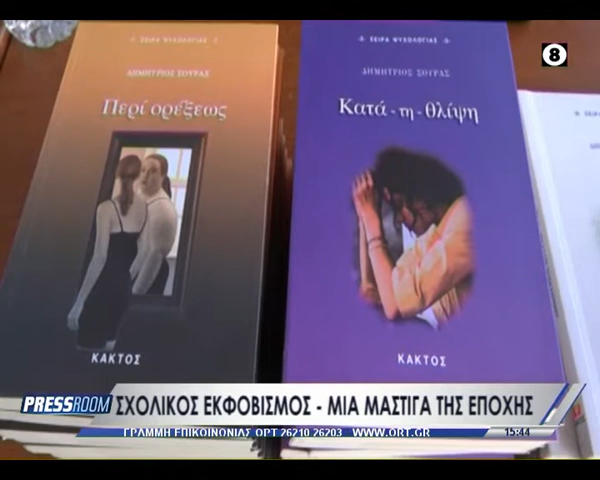 ΣΕΙΡΑ ΨΥΧΟΛΟΓΙΑΣ
ΔΗΜΗΤΡΙΟΣ ΣΟΥΡΑΣ
Περί ορέξεως
ΚΑΚΤΟΣ
ΣΕΙΡΑ ΨΥΧΟΛΟΓΙΑΣ
ΔΗΜΗΤΡΙΟΣ ΣΟΥΡΑΣ
Κατά - τη - θλίψη
ΚΑΚΤΟΣ
8
PRESSROOM
ΣΧΟΛΙΚΟΣ ΕΚΦΟΒΙΣΜΟΣ - ΜΙΑ ΜΑΣΤΙΓΑ ΤΗΣ ΕΠΟΧΗΣ
ΓΡΑΜΜΗ ΕΠΙΚΟΙΝΩΝΙΑΣ ΟΡΤ 26210 26203 WWW.ORT.GR
15:44